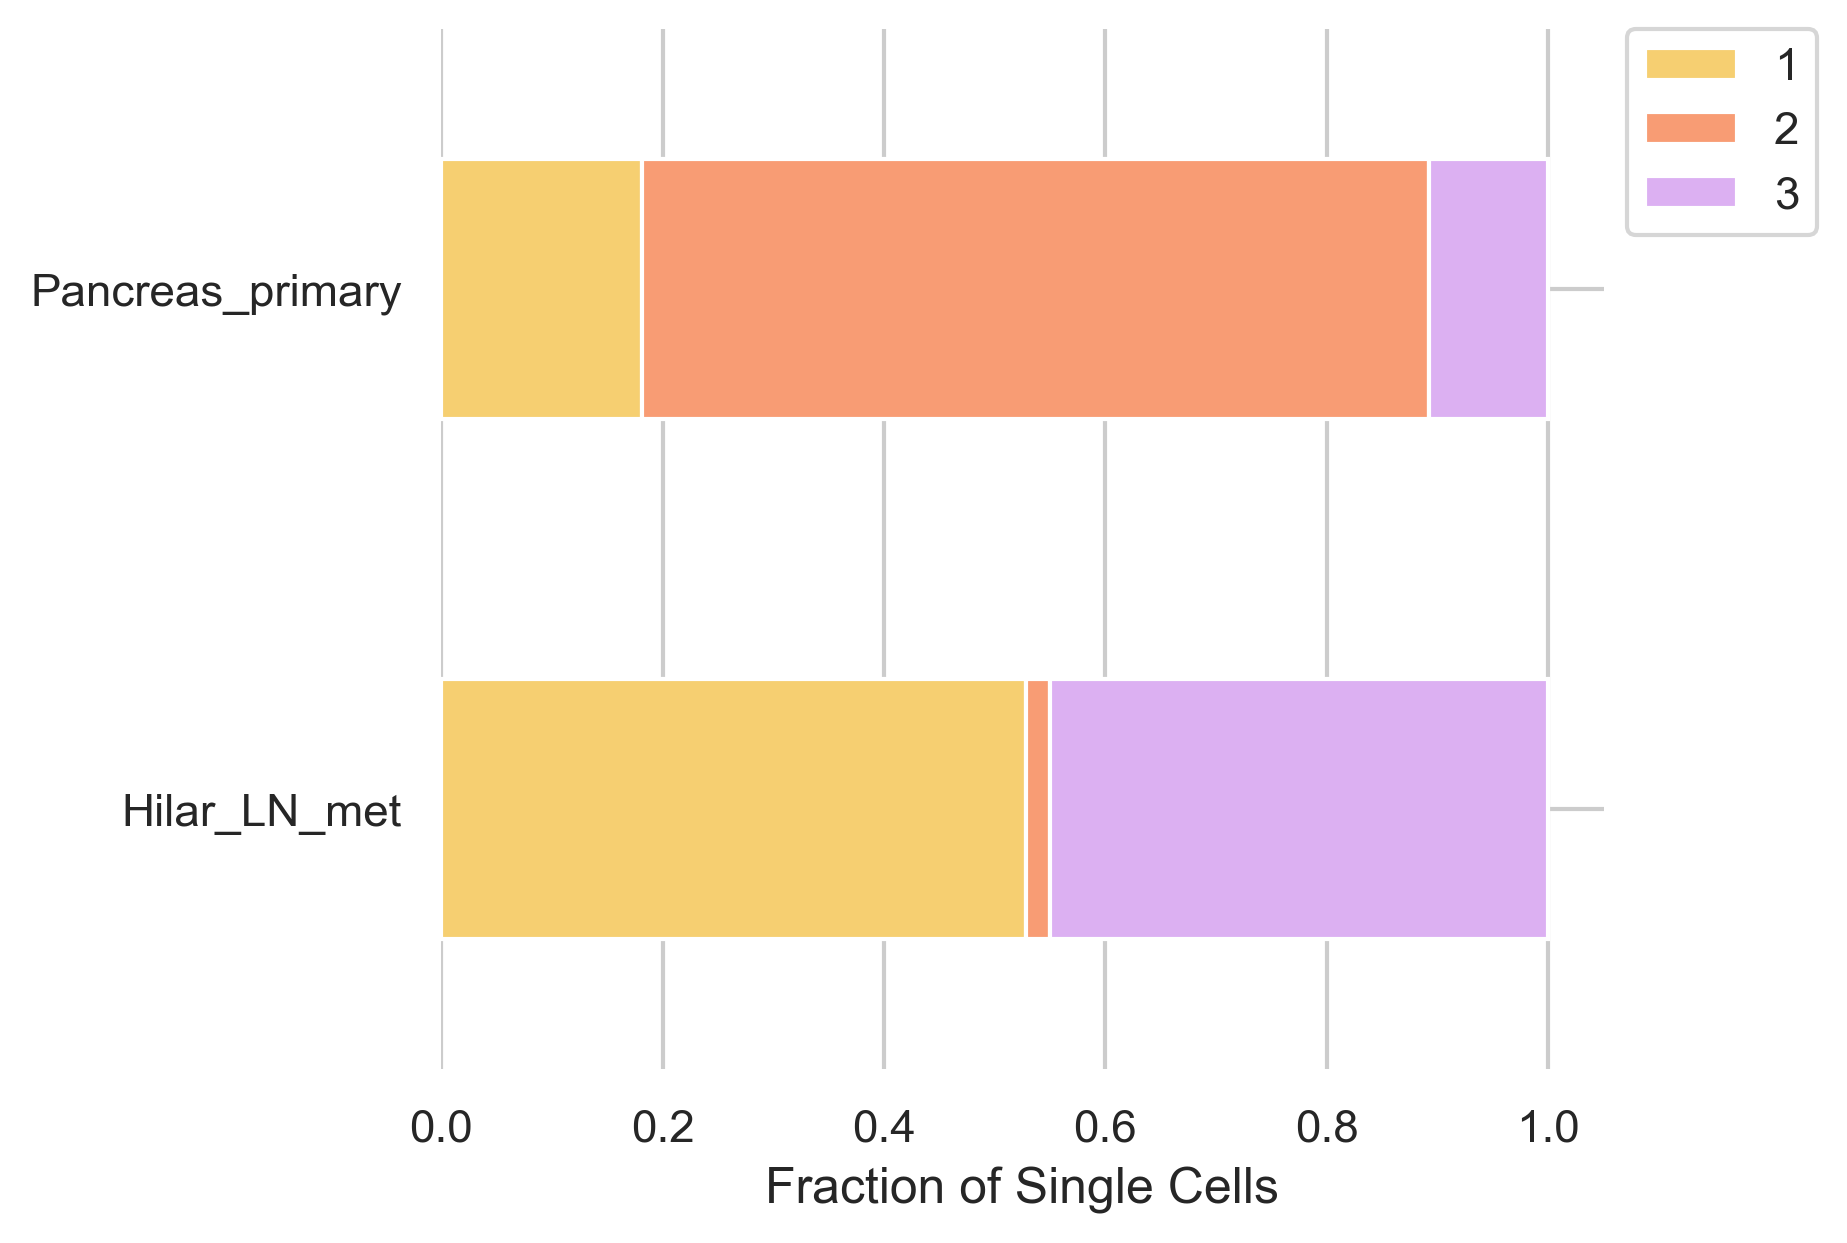 1
2
3
Pancreas_primary
Hilar_LN_met
0.0 0.2 0.4 0.6 0.8 1.0
Fraction of Single Cells